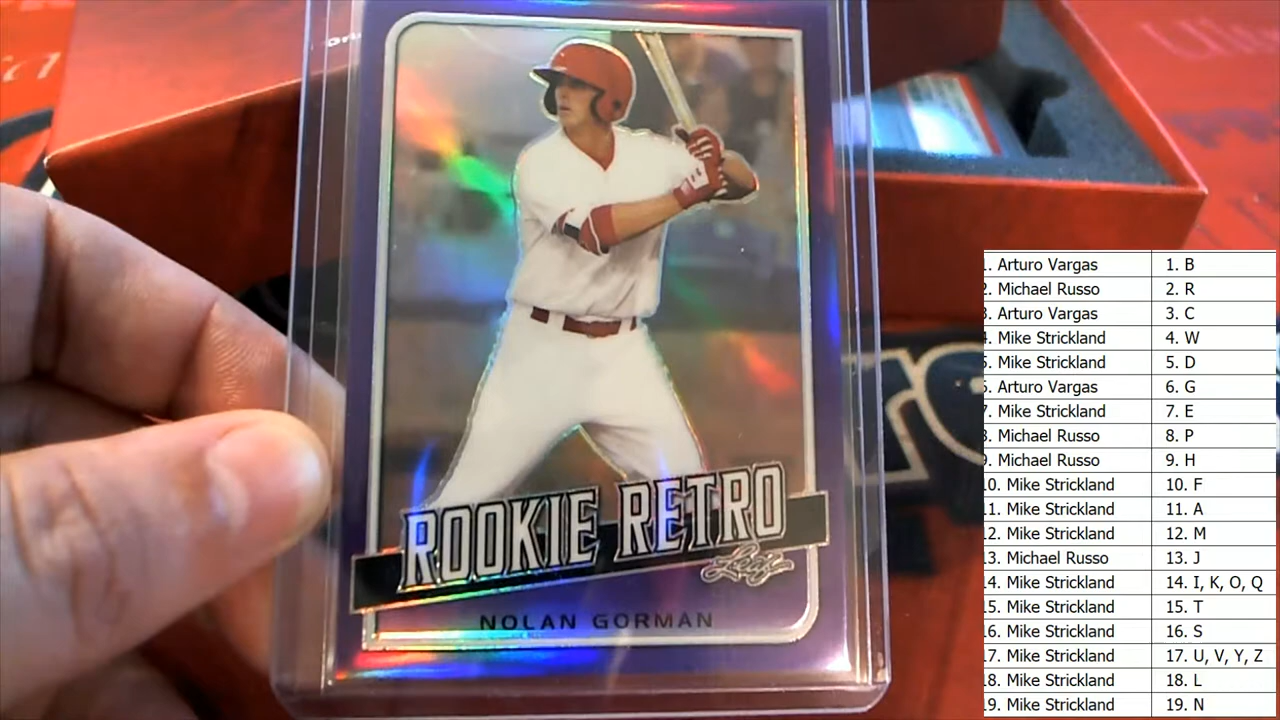 ROOKIE RETRO
Leaf
NOLAN GORMAN
1. Arturo Vargas 1. B
2. Michael Russo 2. R
3. Arturo Vargas 3. C
4. Mike Strickland 4. W
5. Mike Strickland 5. D
6. Arturo Vargas 6. G
7. Mike Strickland 7. E
8. Michael Russo 8. P
9. Michael Russo 9. H
10. Mike Strickland 10. F
11. Mike Strickland 11. A
12. Mike Strickland 12. M
13. Michael Russo 13. J
14. Mike Strickland 14. I, K, O, Q
15. Mike Strickland 15. T
16. Mike Strickland 16. S
17. Mike Strickland 17. U, V, Y, Z
18. Mike Strickland 18. L
19. Mike Strickland 19. N